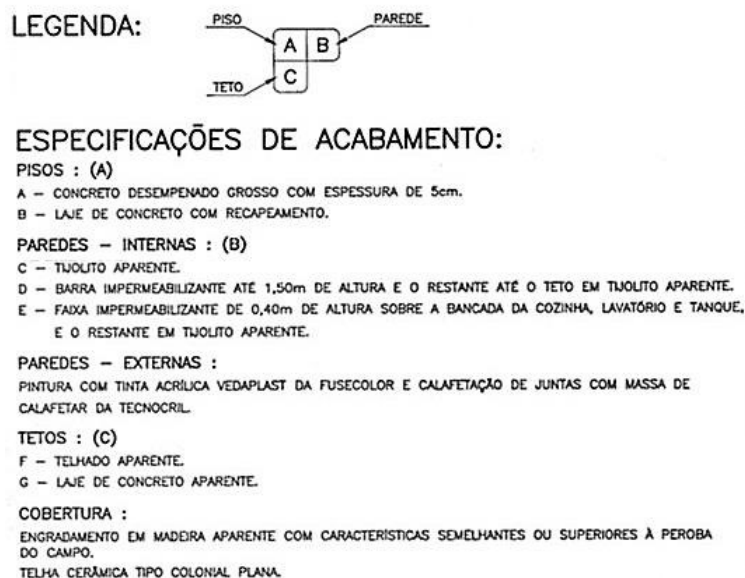 LEGENDA:
PISO
PAREDE
A B
C
TETO
ESPECIFICAÇÕES DE ACABAMENTO:
PISOS : (A)
A – CONCRETO DESEMPENADO GROSSO COM ESPESSURA DE 5cm.
B – LAJE DE CONCRETO COM RECAPEAMENTO.
PAREDES – INTERNAS : (B)
C – TIJOLITO APARENTE.
D – BARRA IMPERMEABILIZANTE ATÉ 1,50m DE ALTURA E O RESTANTE ATÉ O TETO EM TIJOLITO APARENTE.
E – FAIXA IMPERMEABILIZANTE DE 0,40m DE ALTURA SOBRE A BANCADA DA COZINHA, LAVATÓRIO E TANQUE,
E O RESTANTE EM TIJOLITO APARENTE.
PAREDES – EXTERNAS :
PINTURA COM TINTA ACRÍLICA VEDAPLAST DA FUSECOLOR E CALAFETAÇÃO DE JUNTAS COM MASSA DE
CALAFETAR DA TECNOCRIL.
TETOS : (C)
F – TELHADO APARENTE.
G – LAJE DE CONCRETO APARENTE.
COBERTURA :
ENGRADAMENTO EM MADEIRA APARENTE COM CARACTERÍSTICAS SEMELHANTES OU SUPERIORES À PEROBA
DO CAMPO.
TELHA CERÂMICA TIPO COLONIAL PLANA.